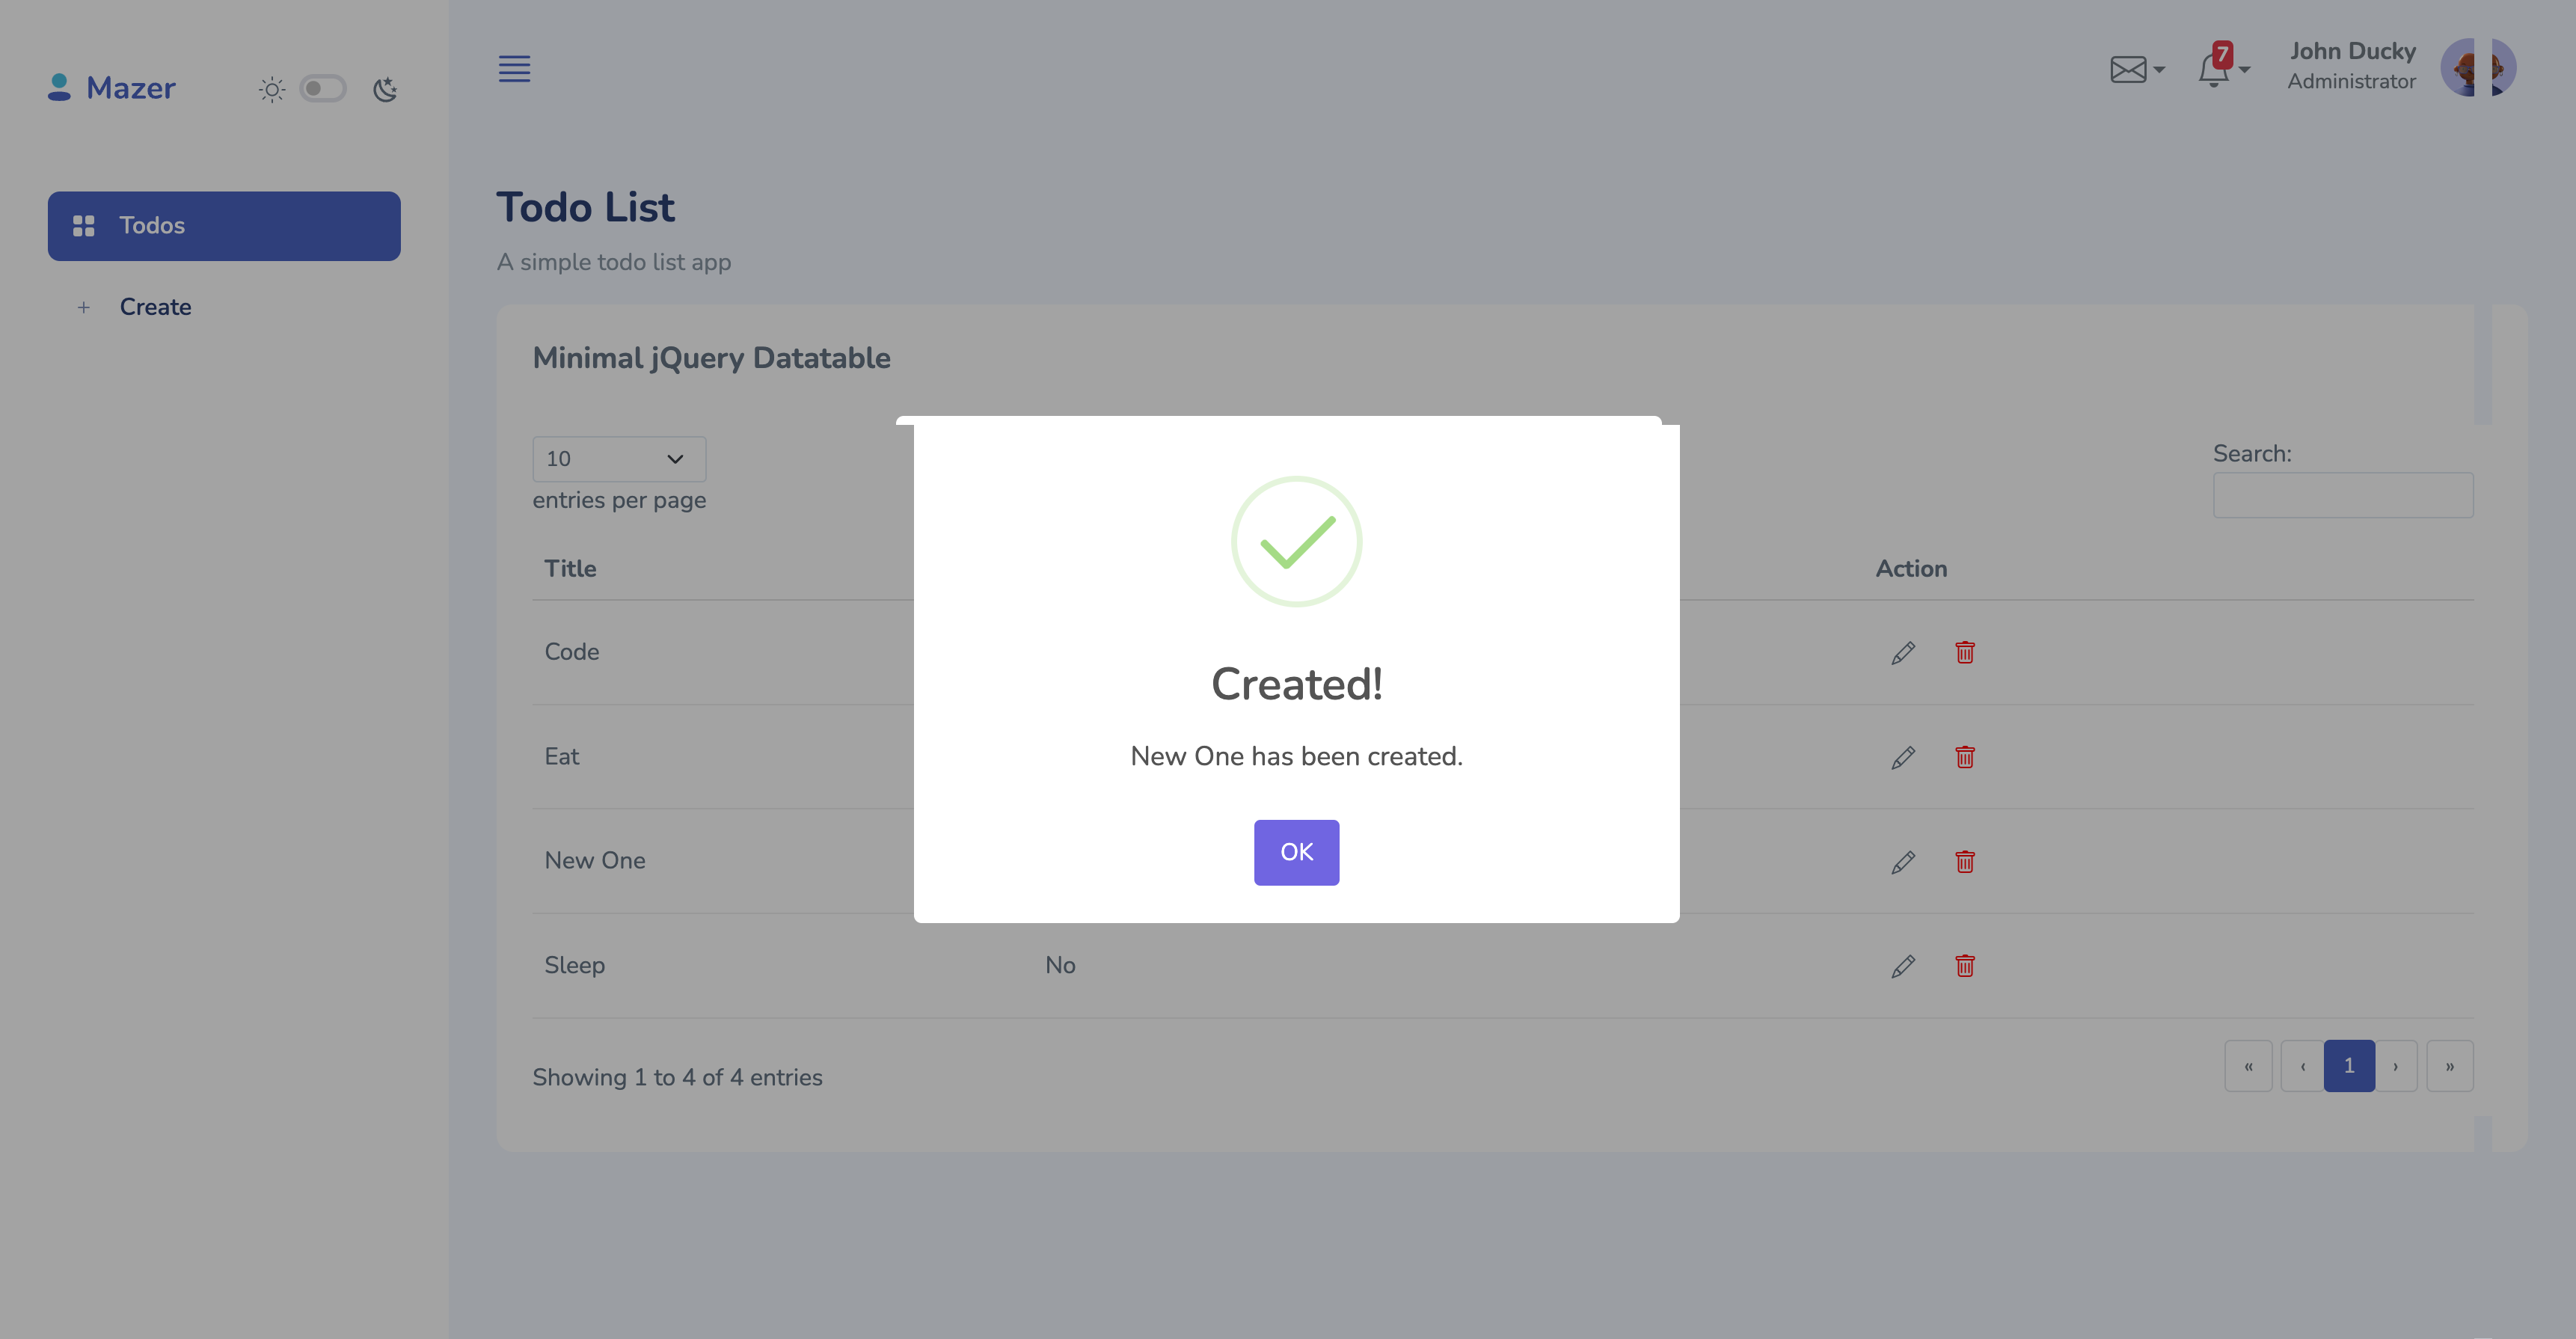 Mazer
Todos
+ Create
7
John Ducky
Administrator
Todo List
A simple todo list app
Minimal jQuery Datatable
10
entries per page
Search:
Title
Action
Code
Eat
New One
Sleep No
Created!
New One has been created.
OK
Showing 1 to 4 of 4 entries
« ‹ 1 › »